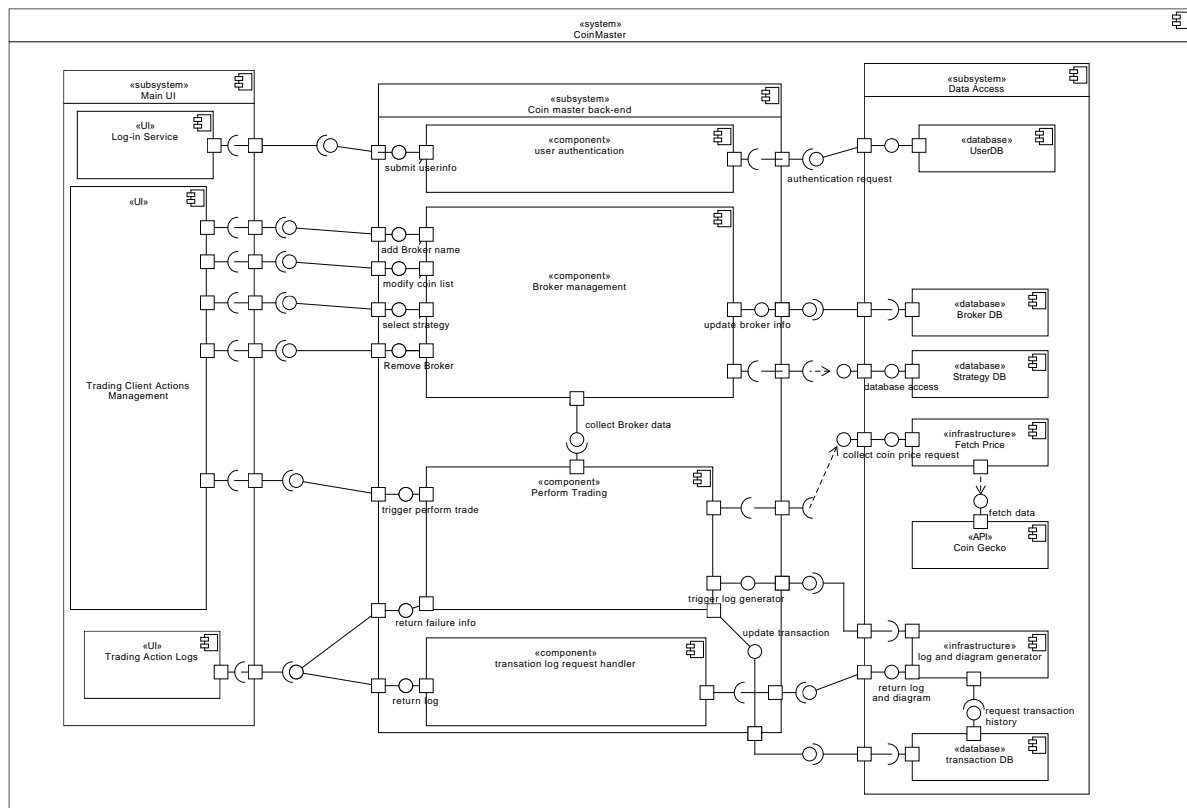 «system»
CoinMaster
«subsystem»
Main UI
«UI»
Log-in Service
«UI»
Trading Client Actions
Management
«UI»
Trading Action Logs
«subsystem»
Coin master back-end
«component»
user authentication
submit userinfo
authentication request
«component»
Broker management
add Broker name
modify coin list
select strategy
Remove Broker
update broker info
database access
collect Broker data
«component»
Perform Trading
trigger perform trade
collect coin price request
trigger log generator
return failure info
update transaction
«component»
transation log request handler
return log
return log
and diagram
«subsystem»
Data Access
«database»
UserDB
«database»
Broker DB
«database»
Strategy DB
«infrastructure»
Fetch Price
fetch data
«API»
Coin Gecko
«infrastructure»
log and diagram generator
request transaction
history
«database»
transaction DB